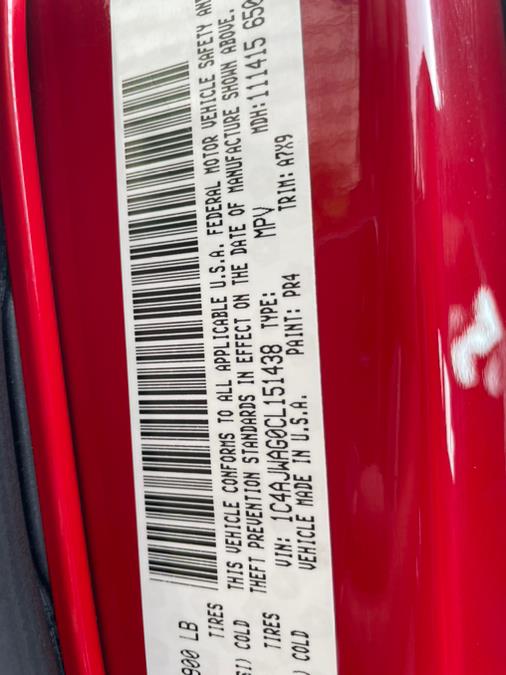 900 LB
TIRES
COLD
THIS VEHICLE CONFORMS TO ALL APPLICABLE U.S.A. FEDERAL MOTOR VEHICLE SAFETY AND
THEFT PREVENTION STANDARDS IN EFFECT ON THE DATE OF MANUFACTURE SHOWN ABOVE.
TIRES
VIN: 1C4AJWAG0CL151438 TYPE: MPV MDH:111415 650
COLD
VEHICLE MADE IN U.S.A. PAINT: PR4 TRIM: A7X9